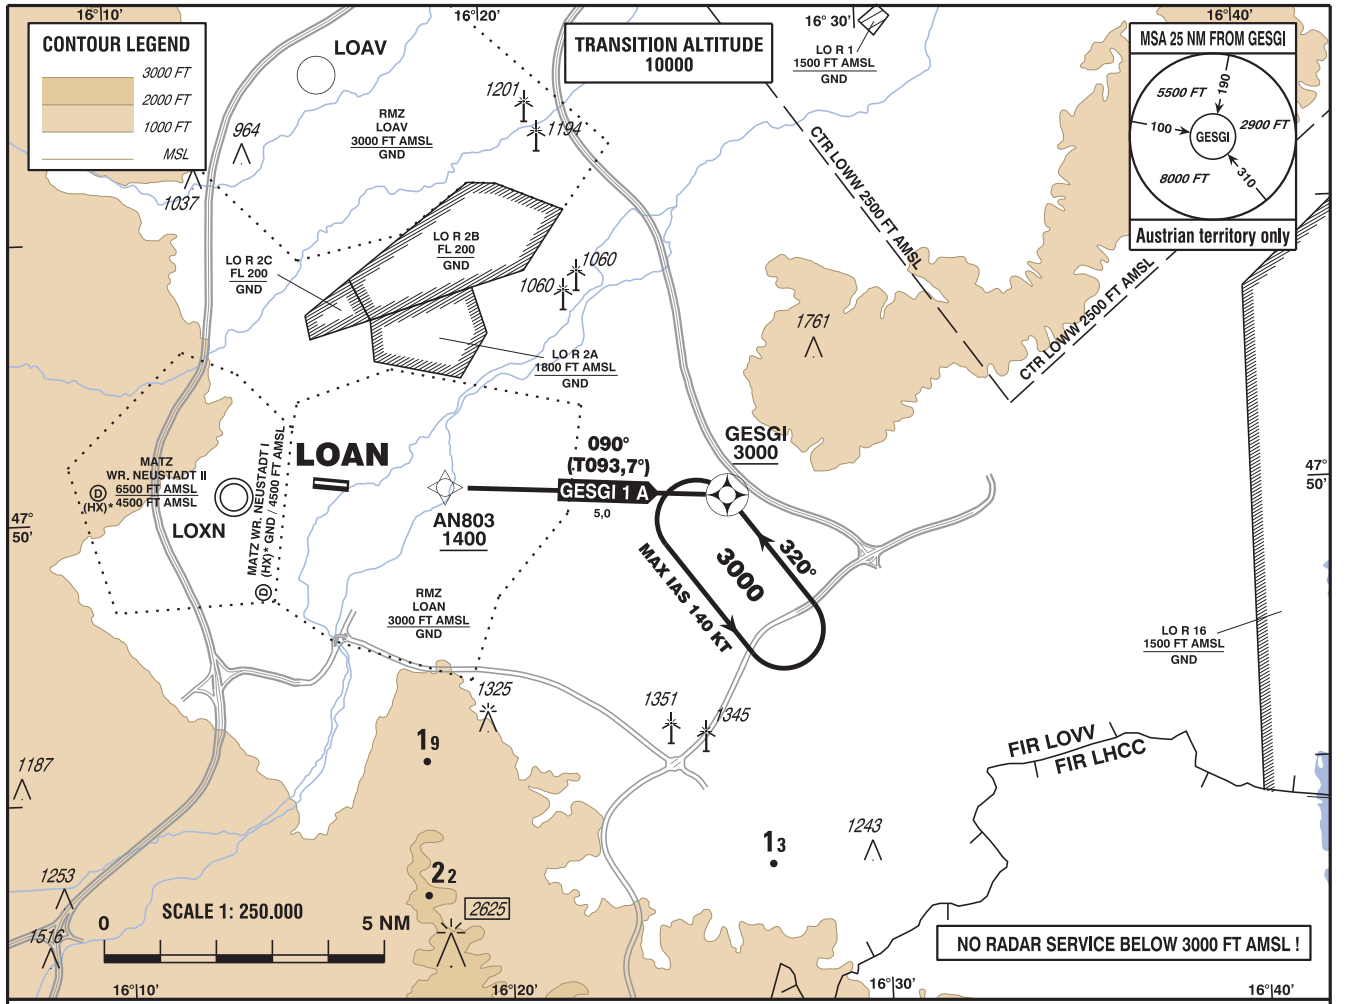 16°10'
16°20'
16° 30'
16°40'
CONTOUR LEGEND
3000 FT
2000 FT
1000 FT
MSL
LOAV
TRANSITION ALTITUDE
10000
LO R 1
1500 FT AMSL
GND
MSA 25 NM FROM GESGI
190
5500 FT
2900 FT
100
GESGI
8000 FT
310
Austrian territory only
964
1037
RMZ
LOAV
3000 FT AMSL
GND
1201
1194
CTR LOWW 2500 FT AMSL
CTR LOWW 2500 FT AMSL
LO R 2B
FL 200
GND
LO R 2C
FL 200
GND
1060
1060
1761
LO R 2A
1800 FT AMSL
GND
LOAN
MATZ
WR. NEUSTADT II
6500 FT AMSL
4500 FT AMSL
D
(HX)*
LOXN
MATZ WR. NEUSTADT I
(HX)* GND / 4500 FT AMSL
D
090°
(T093,7°)
GESGI 1 A
5,0
GESGI
3000
AN803
1400
320°
3000
MAX IAS 140 KT
47°
50'
47°
50'
RMZ
LOAN
3000 FT AMSL
GND
LO R 16
1500 FT AMSL
GND
1325
1351
1345
19
FIR LOVV
FIR LHCC
1187
13
1243
22
1253
2625
1516
SCALE 1: 250.000
0
5 NM
NO RADAR SERVICE BELOW 3000 FT AMSL !
16°10'
16°20'
16°30'
16°40'